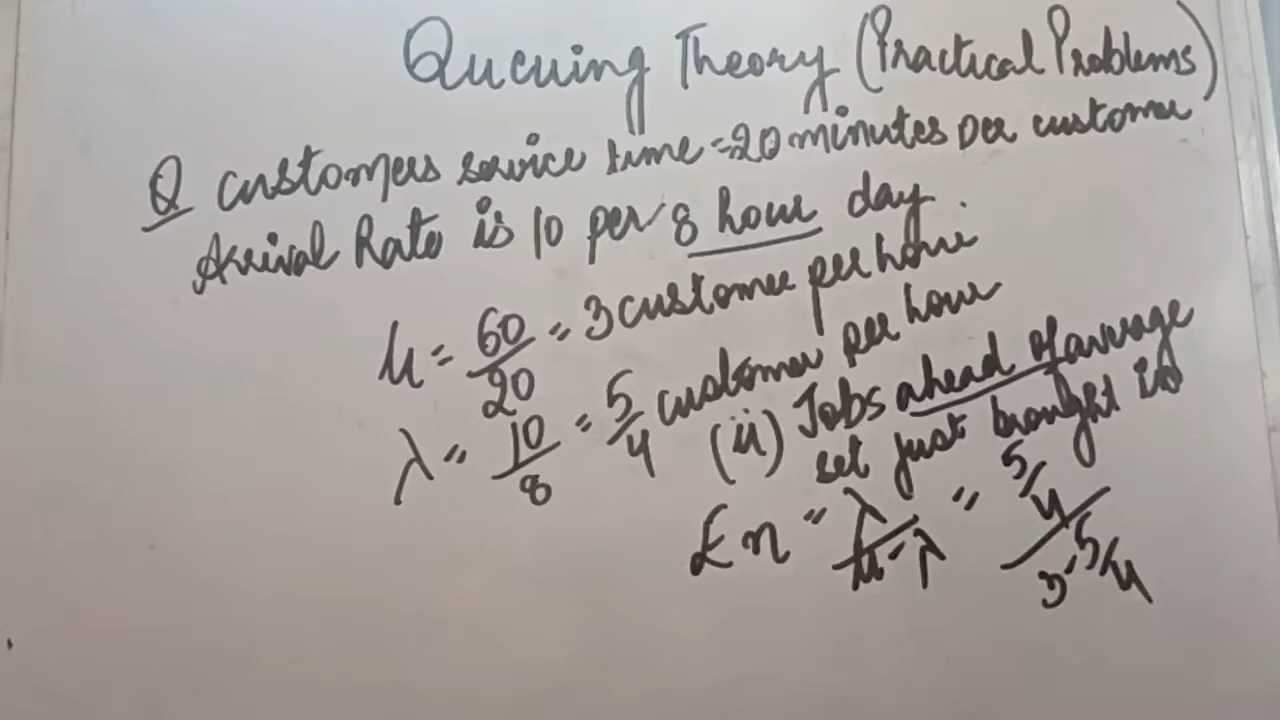 Queuing Theory (Practical Problems)
Q customers service time = 20 minutes per customer
Arrival Rate is 10 per 8 hour day.
μ = 60/20 = 3 customer per hour
λ = 10/8 = 5/4 customer per hour
(ii) Jobs ahead of average
set just brought in
En = λ/μ-λ = 5/4/3-5/4